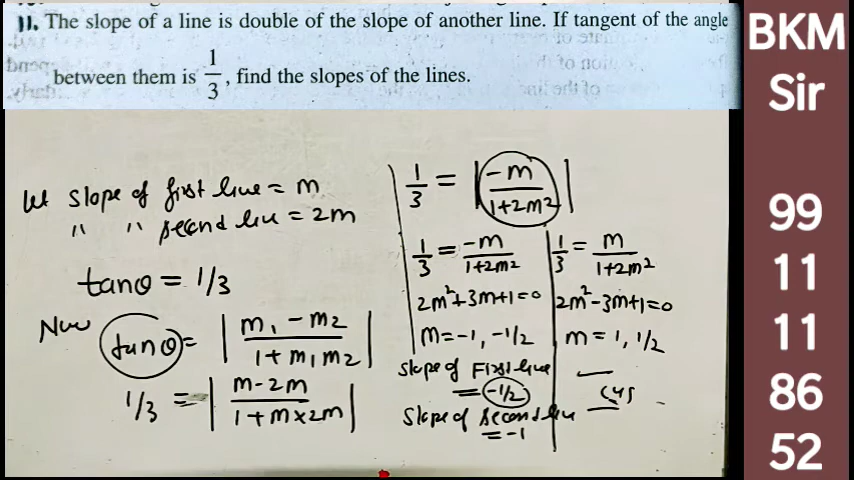 11. The slope of a line is double of the slope of another line. If tangent of the angle
between them is 1/3, find the slopes of the lines.
Let slope of first line = m
" " second line = 2m
tanθ = 1/3
Now tanθ = | m₁ - m₂ / 1 + m₁m₂ |
1/3 = | m - 2m / 1 + m×2m |
1/3 = | -m / 1+2m² |
1/3 = -m / 1+2m²
2m²+3m+1=0
m = -1, -1/2
Slope of First line
= -1/2
Slope of second line
= -1
1/3 = m / 1+2m²
2m²-3m+1=0
m = 1, 1/2
BKM
Sir
99
11
11
86
52